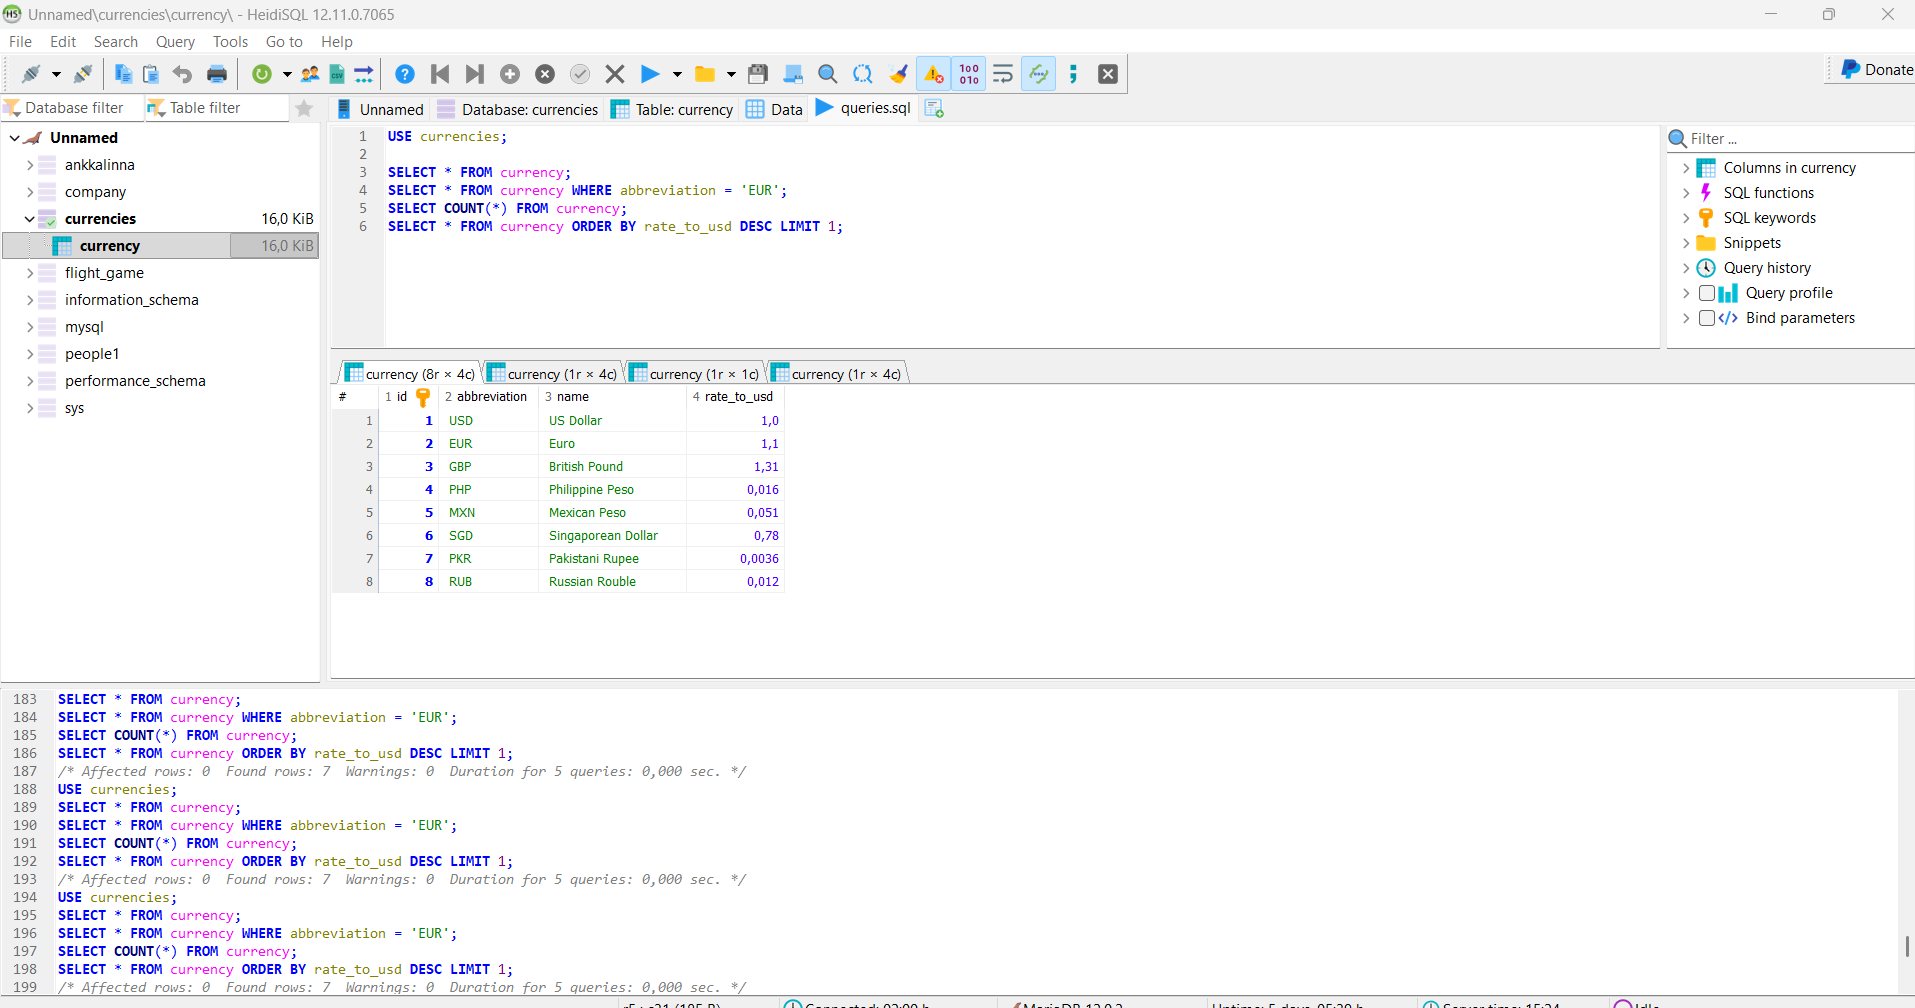 Unnamed\currencies\currency\ - HeidiSQL 12.11.0.7065
File Edit Search Query Tools Go to Help
Donate
Database filter Table filter
Unnamed Database: currencies Table: currency Data queries.sql
Unnamed
ankkalinna
company
currencies 16,0 KiB
currency 16,0 KiB
flight_game
information_schema
mysql
people1
performance_schema
sys
1 USE currencies;
2
3 SELECT * FROM currency;
4 SELECT * FROM currency WHERE abbreviation = 'EUR';
5 SELECT COUNT(*) FROM currency;
6 SELECT * FROM currency ORDER BY rate_to_usd DESC LIMIT 1;
Filter ...
Columns in currency
SQL functions
SQL keywords
Snippets
Query history
Query profile
Bind parameters
currency (8r × 4c) currency (1r × 4c) currency (1r × 1c) currency (1r × 4c)
# 1 id 2 abbreviation 3 name 4 rate_to_usd
1 1 USD US Dollar 1,0
2 2 EUR Euro 1,1
3 3 GBP British Pound 1,31
4 4 PHP Philippine Peso 0,016
5 5 MXN Mexican Peso 0,051
6 6 SGD Singaporean Dollar 0,78
7 7 PKR Pakistani Rupee 0,0036
8 8 RUB Russian Rouble 0,012
183 SELECT * FROM currency;
184 SELECT * FROM currency WHERE abbreviation = 'EUR';
185 SELECT COUNT(*) FROM currency;
186 SELECT * FROM currency ORDER BY rate_to_usd DESC LIMIT 1;
187 /* Affected rows: 0 Found rows: 7 Warnings: 0 Duration for 5 queries: 0,000 sec. */
188 USE currencies;
189 SELECT * FROM currency;
190 SELECT * FROM currency WHERE abbreviation = 'EUR';
191 SELECT COUNT(*) FROM currency;
192 SELECT * FROM currency ORDER BY rate_to_usd DESC LIMIT 1;
193 /* Affected rows: 0 Found rows: 7 Warnings: 0 Duration for 5 queries: 0,000 sec. */
194 USE currencies;
195 SELECT * FROM currency;
196 SELECT * FROM currency WHERE abbreviation = 'EUR';
197 SELECT COUNT(*) FROM currency;
198 SELECT * FROM currency ORDER BY rate_to_usd DESC LIMIT 1;
199 /* Affected rows: 0 Found rows: 7 Warnings: 0 Duration for 5 queries: 0,000 sec. */